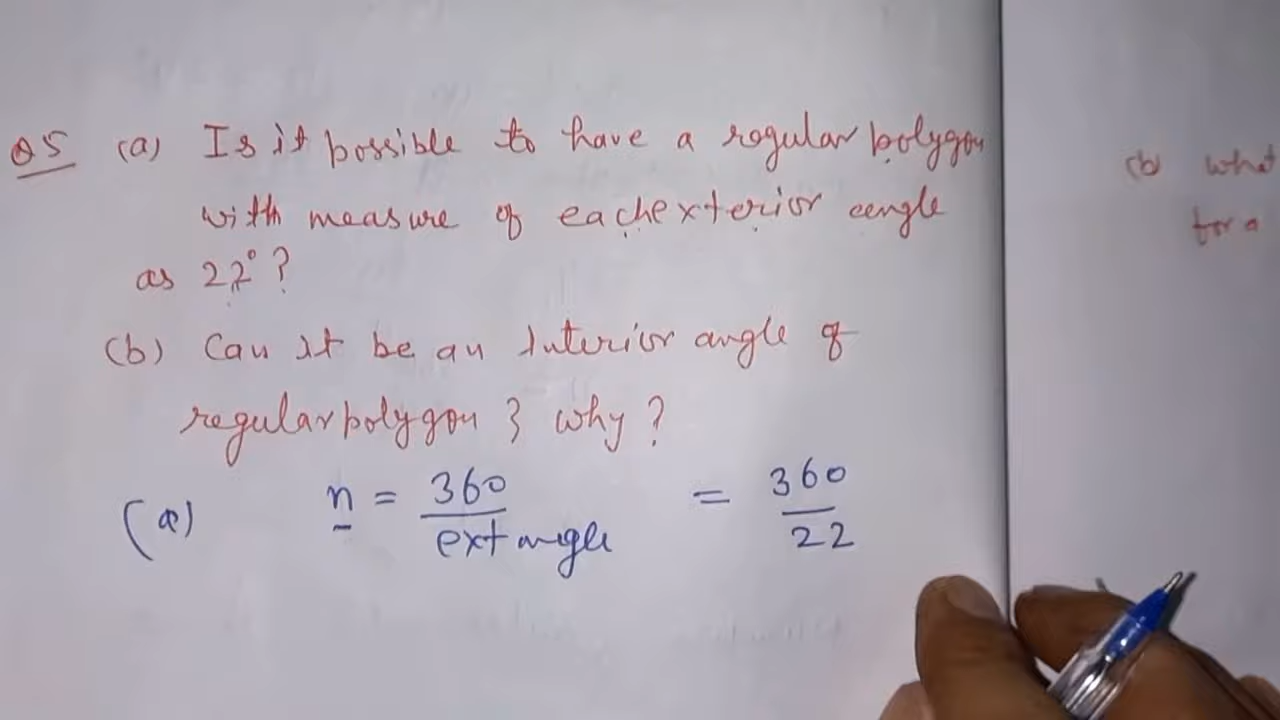 Q5 (a) Is it possible to have a regular polygon
with measure of each exterior angle
as 22° ?
(b) Can it be an Interior angle of
regular polygon ? why ?
(a) n = 360 / ext angle = 360 / 22
(b) what
for a